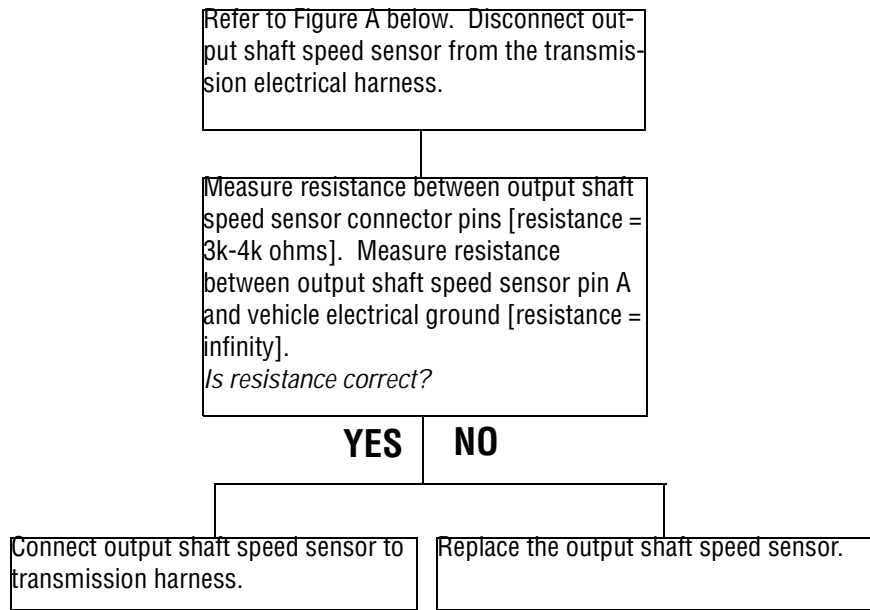 Refer to Figure A below.  Disconnect out-
put shaft speed sensor from the transmis-
sion electrical harness.
Measure resistance between output shaft
speed sensor connector pins [resistance =
3k-4k ohms].  Measure resistance
between output shaft speed sensor pin A
and vehicle electrical ground [resistance =
infinity].
Is resistance correct?
YES
NO
Connect output shaft speed sensor to
transmission harness.
Replace the output shaft speed sensor.